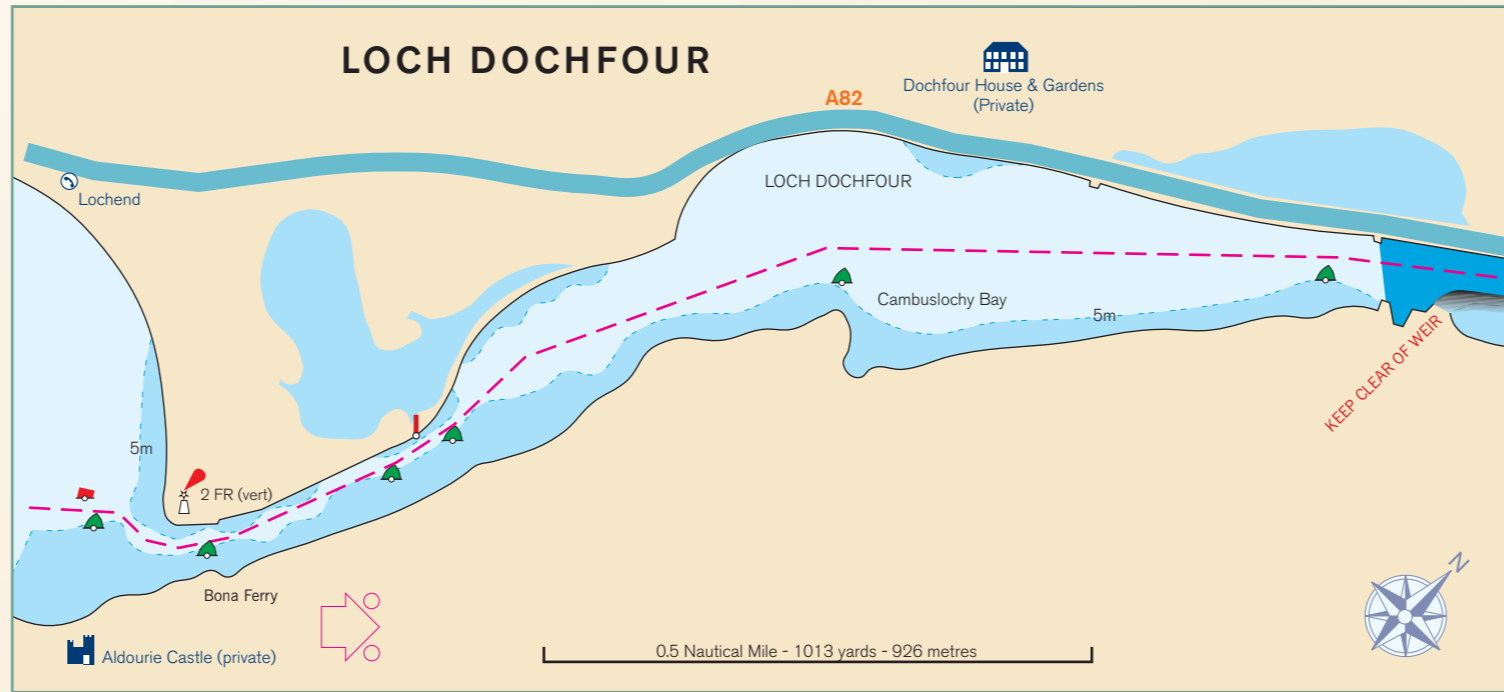 LOCH DOCHFOUR
Dochfour House & Gardens
(Private)
A82
LOCH DOCHFOUR
Lochend
Cambuslochy Bay
5m
KEEP CLEAR OF WEIR
5m
2 FR (vert)
Bona Ferry
Aldourie Castle (private)
0.5 Nautical Mile - 1013 yards - 926 metres
N